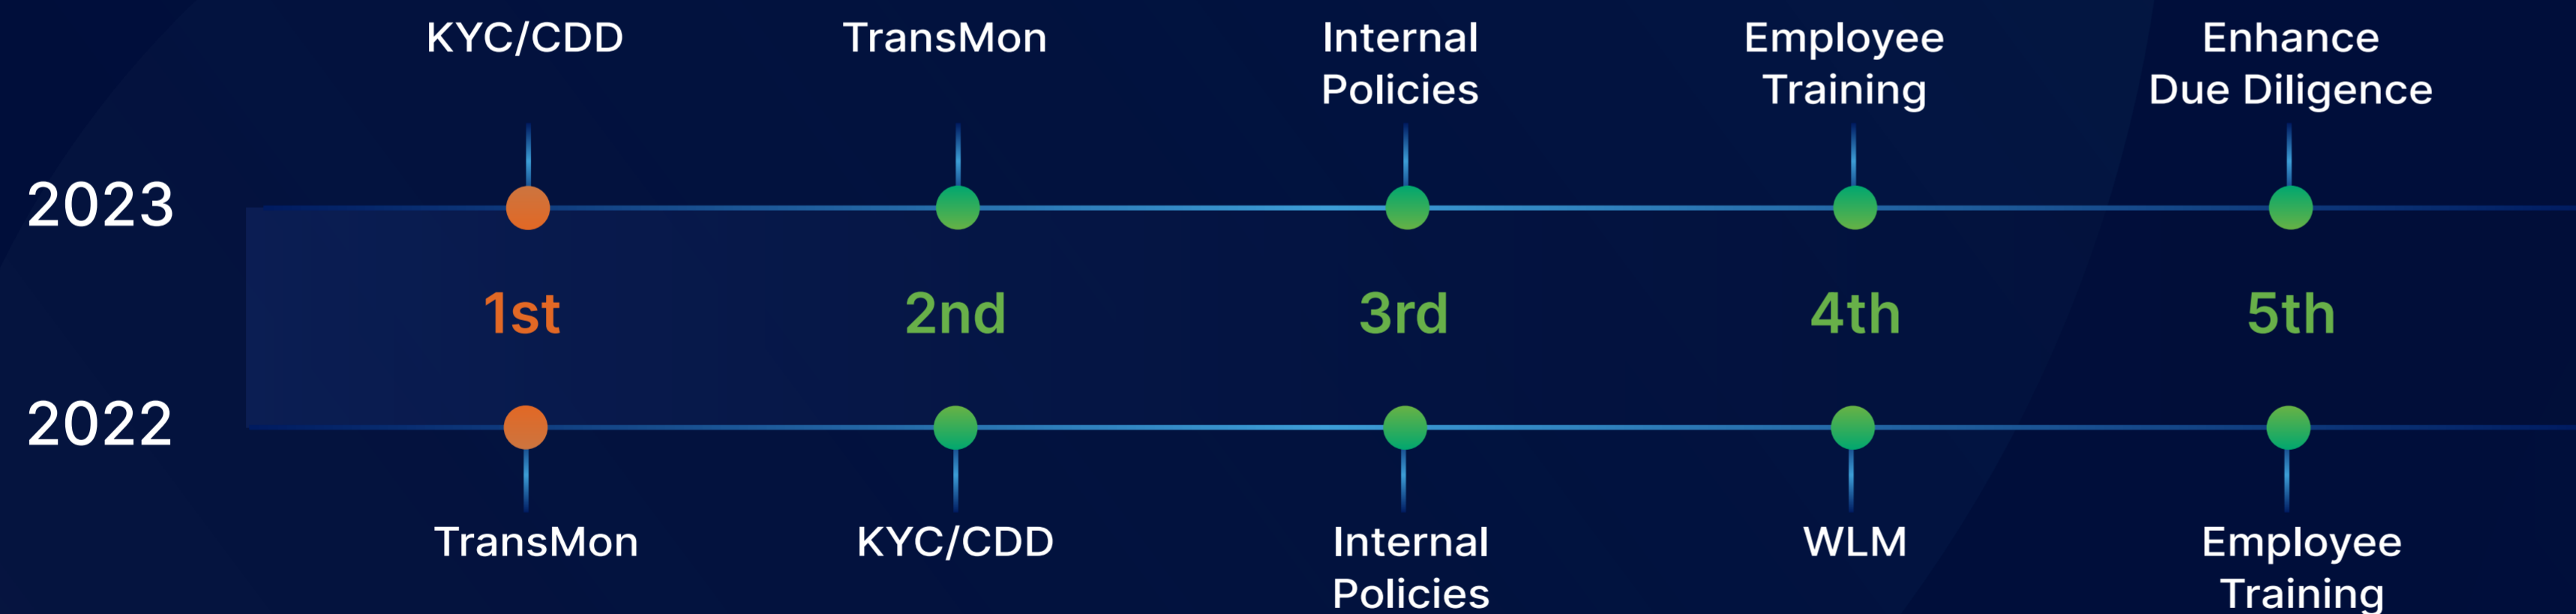 KYC/CDD
TransMon
Internal
Policies
Employee
Training
Enhance
Due Diligence
2023
1st
2nd
3rd
4th
5th
2022
TransMon
KYC/CDD
Internal
Policies
WLM
Employee
Training